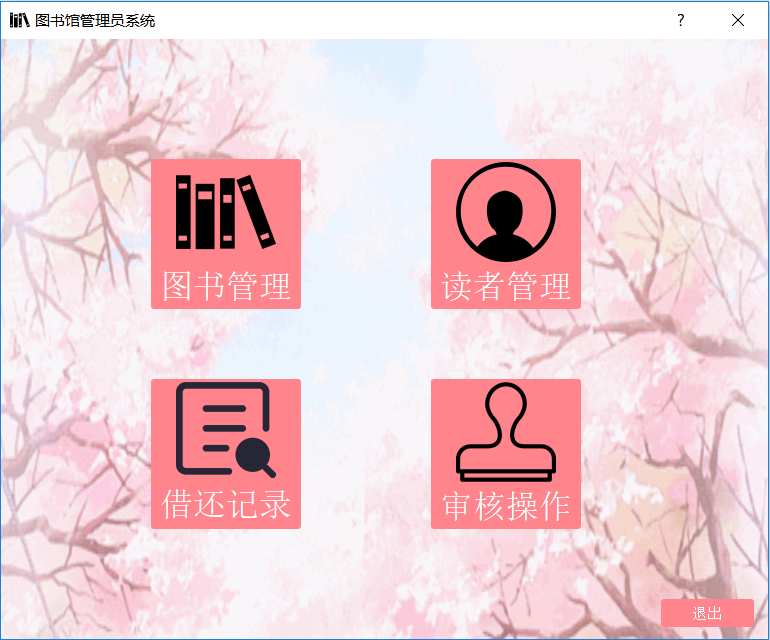 图书馆管理员系统
?
图书管理
读者管理
借还记录
审核操作
退出